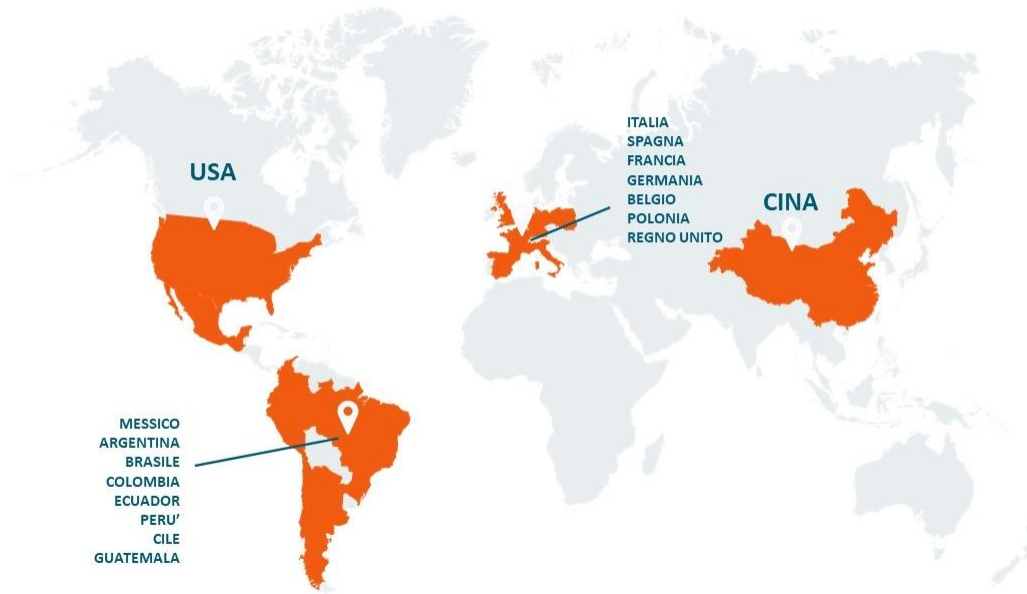 USA
ITALIA
SPAGNA
FRANCIA
GERMANIA
BELGIO
POLONIA
REGNO UNITO
CINA
MESSICO
ARGENTINA
BRASILE
COLOMBIA
ECUADOR
PERU’
CILE
GUATEMALA